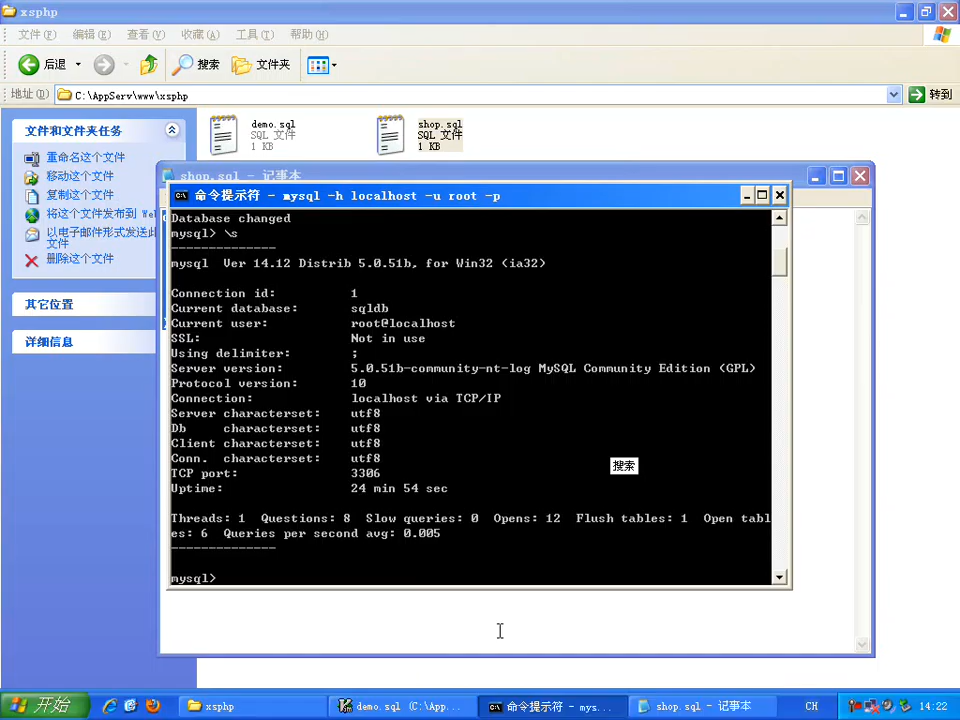 xsphp
文件(F) 编辑(E) 查看(V) 收藏(A) 工具(T) 帮助(H)
后退 搜索 文件夹
地址(D) C:\AppServ\www\xsphp 转到
文件和文件夹任务
重命名这个文件
移动这个文件
复制这个文件
将这个文件发布到 Web
以电子邮件形式发送此
文件
删除这个文件
其它位置
详细信息
demo.sql
SQL 文件
1 KB
shop.sql
SQL 文件
1 KB
shop.sql - 记事本
命令提示符 - mysql -h localhost -u root -p
Database changed
mysql> \s
--------------
mysql  Ver 14.12 Distrib 5.0.51b, for Win32 (ia32)
Connection id: 1
Current database: sqldb
Current user: root@localhost
SSL: Not in use
Using delimiter: ;
Server version: 5.0.51b-community-nt-log MySQL Community Edition (GPL)
Protocol version: 10
Connection: localhost via TCP/IP
Server characterset: utf8
Db     characterset: utf8
Client characterset: utf8
Conn.  characterset: utf8
TCP port: 3306
Uptime: 24 min 54 sec
Threads: 1  Questions: 8  Slow queries: 0  Opens: 12  Flush tables: 1  Open tabl
es: 6  Queries per second avg: 0.005
--------------
mysql>
搜索
开始 xsphp demo.sql (C:\App... 命令提示符 - mys... shop.sql - 记事本 CH 14:22